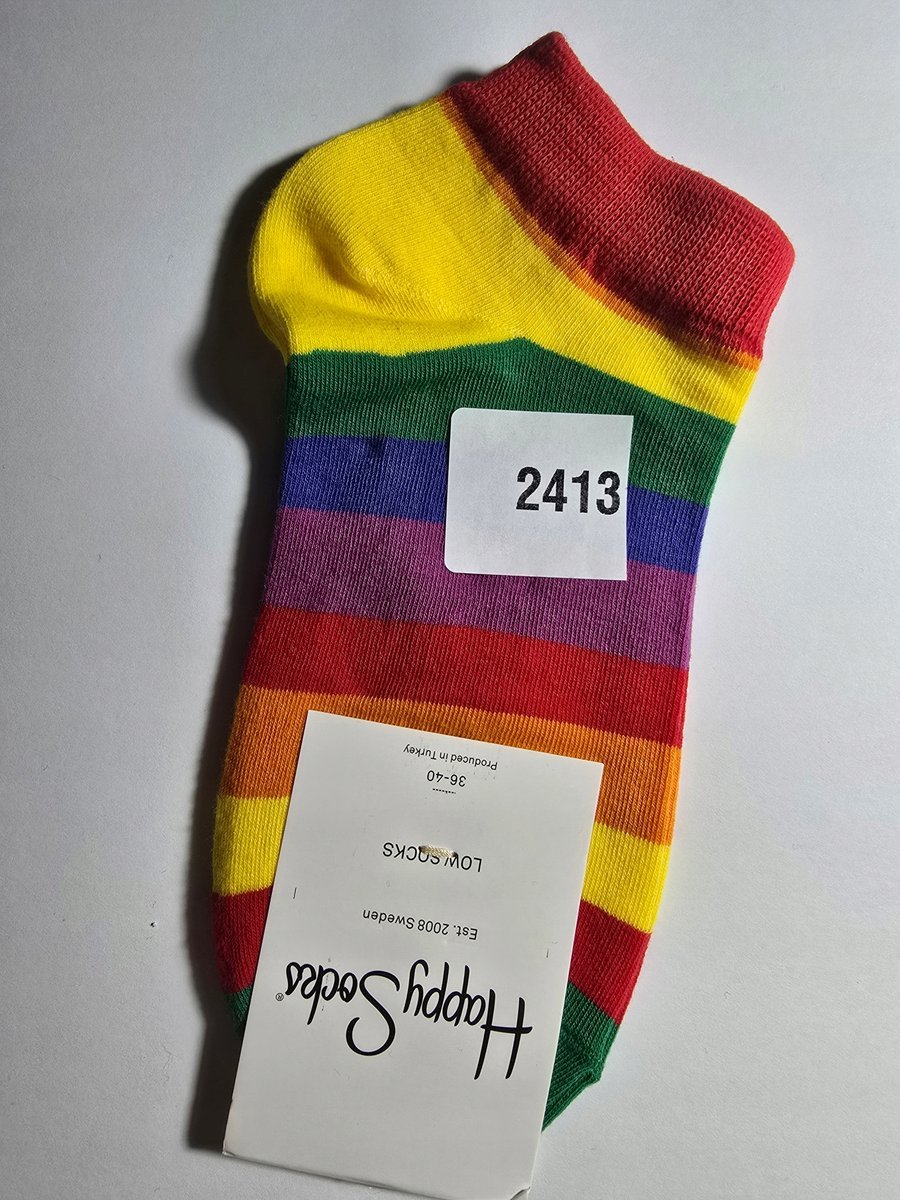 2413
Happy Socks®
Est. 2008 Sweden
LOW SOCKS
36-40
Produced in Turkey